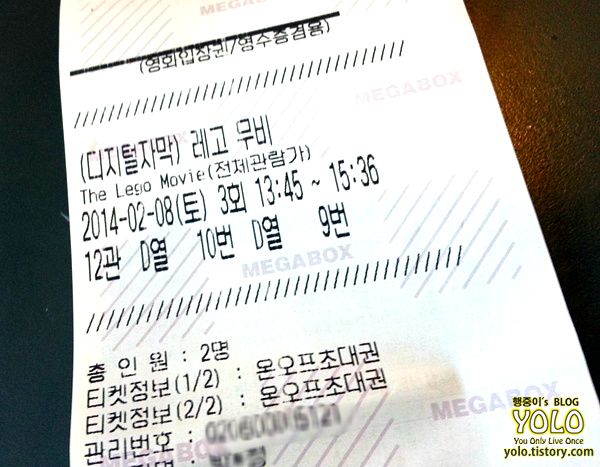 MEGABOX
(영화입장권/영수증겸용)
MEGABOX
(디지털자막) 레고 무비
The Lego Movie(전체관람가)
2014-02-08(토) 3회 13:45 ~ 15:36
12관 D열 10번 D열 9번
MEGABOX
총 인 원 : 2명
티켓정보(1/2) : 온오프초대권
티켓정보(2/2) : 온오프초대권
관리번호 :
MEGABOX
행중이's BLOG
YOLO
You Only Live Once
yolo.tistory.com